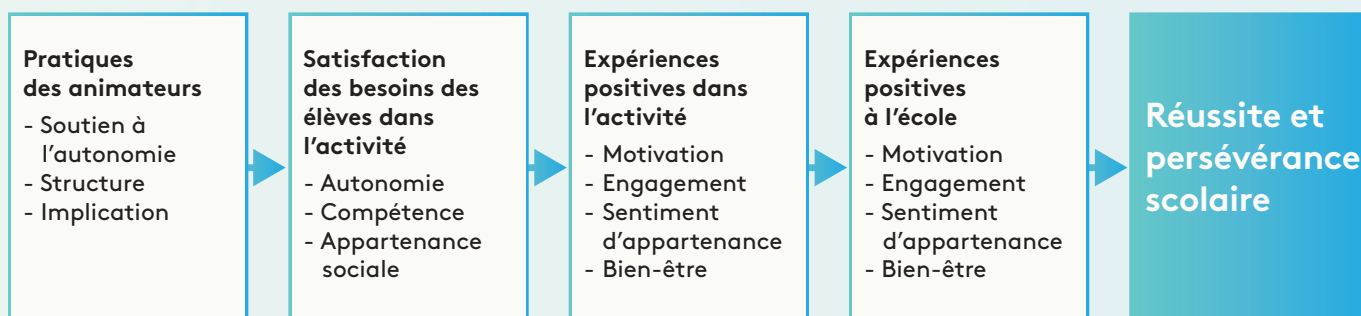 Pratiques
des animateurs
- Soutien à
l’autonomie
- Structure
- Implication
Satisfaction
des besoins des
élèves dans
l’activité
- Autonomie
- Compétence
- Appartenance
sociale
Expériences
positives dans
l’activité
- Motivation
- Engagement
- Sentiment
d’appartenance
- Bien-être
Expériences
positives
à l’école
- Motivation
- Engagement
- Sentiment
d’appartenance
- Bien-être
Réussite et
persévérance
scolaire